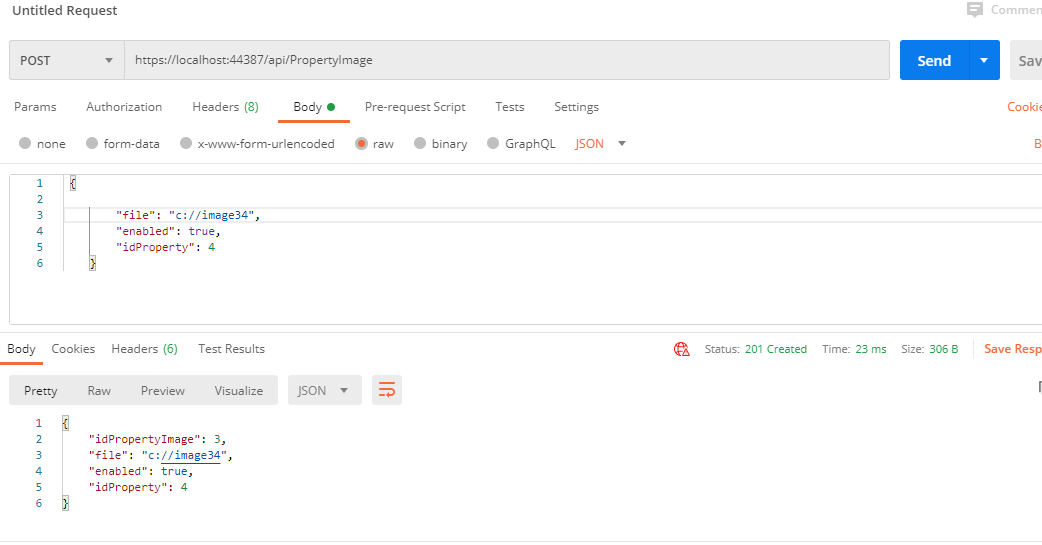 Untitled Request
Commen
POST https://localhost:44387/api/PropertyImage Send Sav
Params Authorization Headers (8) Body Pre-request Script Tests Settings Cookie
none form-data x-www-form-urlencoded raw binary GraphQL JSON B
1 {
2
3 "file": "c://image34",
4 "enabled": true,
5 "idProperty": 4
6 }
Body Cookies Headers (6) Test Results Status: 201 Created Time: 23 ms Size: 306 B Save Resp
Pretty Raw Preview Visualize JSON
1 {
2 "idPropertyImage": 3,
3 "file": "c://image34",
4 "enabled": true,
5 "idProperty": 4
6 }